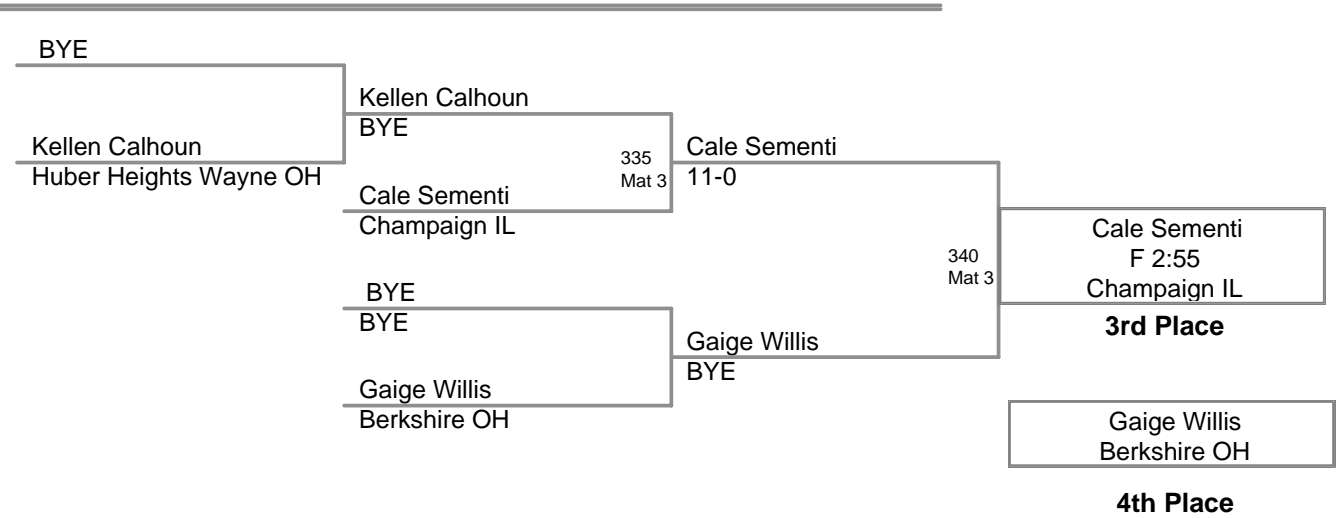 BYE
Kellen Calhoun
Huber Heights Wayne OH
Kellen Calhoun
BYE
335
Mat 3
Cale Sementi
Champaign IL
BYE
BYE
Gaige Willis
Berkshire OH
Cale Sementi
11-0
340
Mat 3
Gaige Willis
BYE
Cale Sementi
F 2:55
Champaign IL
3rd Place
Gaige Willis
Berkshire OH
4th Place